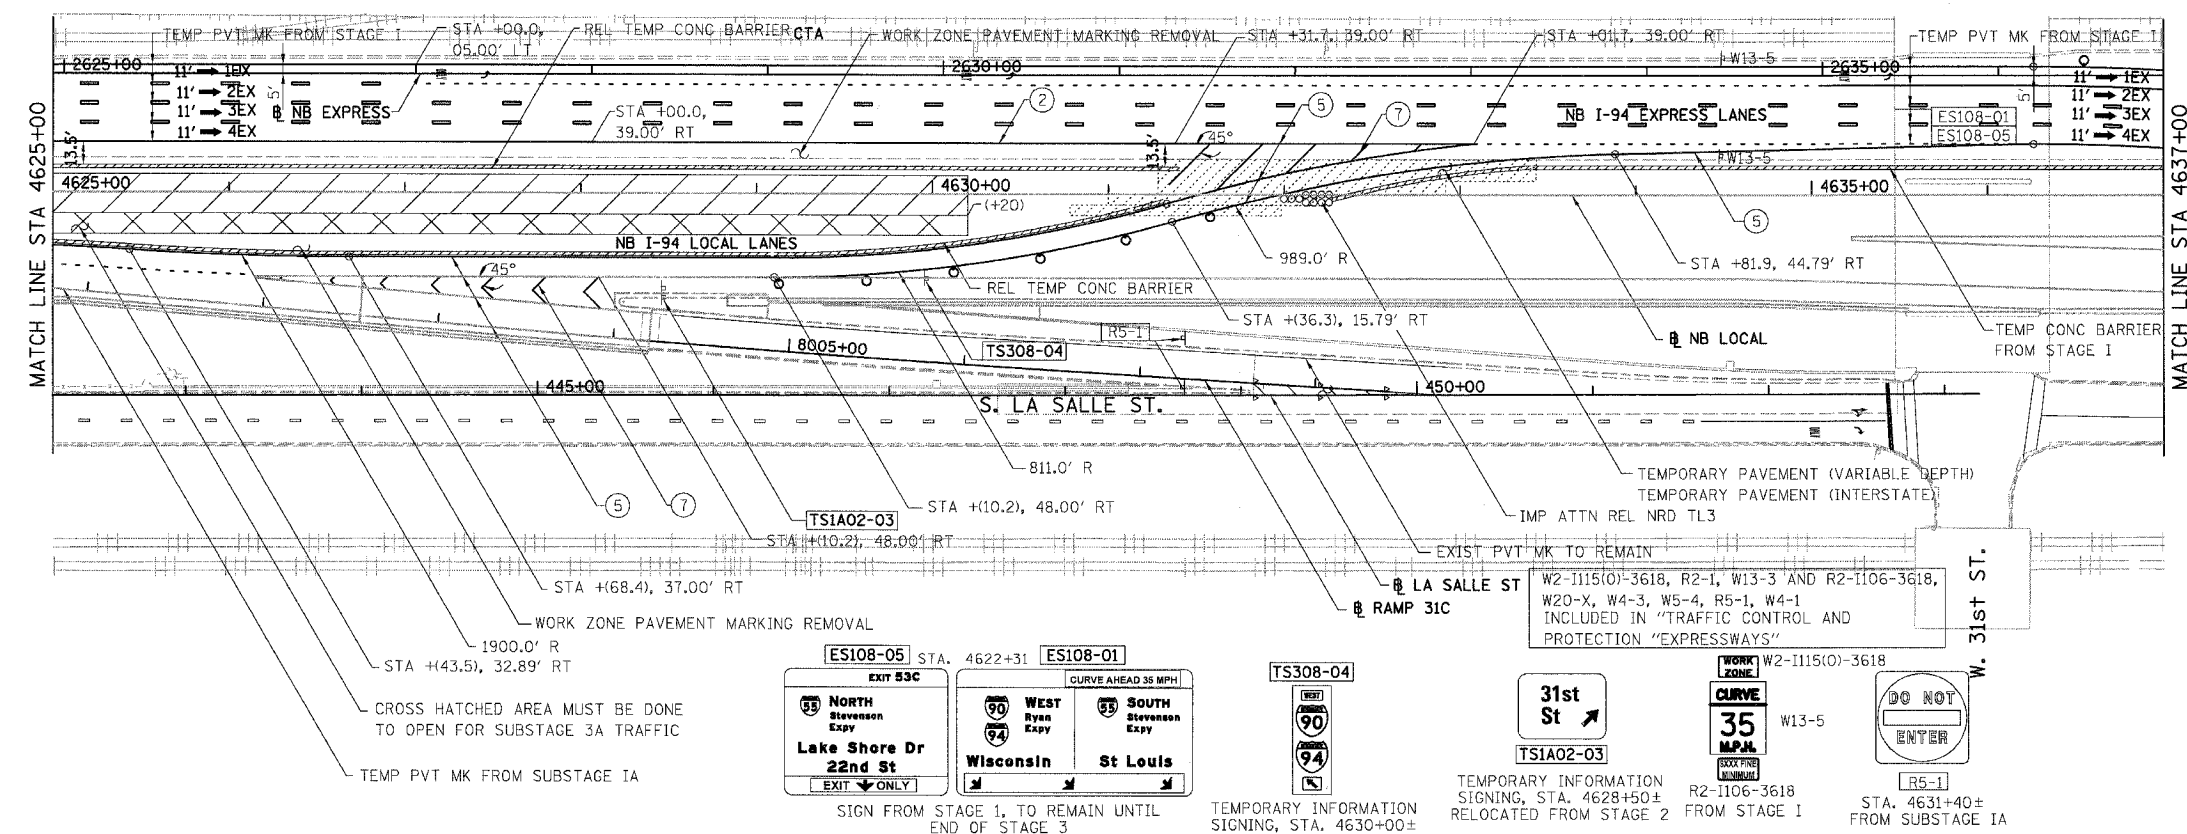 TEMP PVT MK FROM STAGE I
STA +00.0,
05.00' LT
REL TEMP CONC BARRIER
CTA
WORK ZONE PAVEMENT MARKING REMOVAL
STA +31.7, 39.00' RT
STA +01.7, 39.00' RT
W13-5
TEMP PVT MK FROM STAGE I
2625+00
2630+00
2635+00
11' 1EX
11' 2EX
11' 3EX
11' 4EX
5'
B NB EXPRESS
STA +00.0,
39.00' RT
2
5
7
45°
NB I-94 EXPRESS LANES
ES108-01
ES108-05
5'
11' 1EX
11' 2EX
11' 3EX
11' 4EX
13.5'
13.5'
W13-5
MATCH LINE STA 4625+00
MATCH LINE STA 4637+00
4625+00
4630+00
4635+00
(+20)
5
NB I-94 LOCAL LANES
989.0' R
STA +81.9, 44.79' RT
45°
REL TEMP CONC BARRIER
STA +(36.3), 15.79' RT
R5-1
B NB LOCAL
TEMP CONC BARRIER
FROM STAGE I
8005+00
TS308-04
445+00
450+00
S. LA SALLE ST.
811.0' R
TEMPORARY PAVEMENT (VARIABLE DEPTH)
TEMPORARY PAVEMENT (INTERSTATE)
5
7
TS1A02-03
STA +(10.2), 48.00' RT
IMP ATTN REL NRD TL3
STA +(10.2), 48.00' RT
EXIST PVT MK TO REMAIN
STA +(68.4), 37.00' RT
B LA SALLE ST
B RAMP 31C
W2-I115(O)-3618, R2-1, W13-3 AND R2-I106-3618,
W20-X, W4-3, W5-4, R5-1, W4-1
INCLUDED IN "TRAFFIC CONTROL AND
PROTECTION "EXPRESSWAYS"
W. 31st ST.
WORK ZONE PAVEMENT MARKING REMOVAL
1900.0' R
STA +(43.5), 32.89' RT
CROSS HATCHED AREA MUST BE DONE
TO OPEN FOR SUBSTAGE 3A TRAFFIC
TEMP PVT MK FROM SUBSTAGE IA
ES108-05 STA. 4622+31 ES108-01
EXIT 53C
55 NORTH
Stevenson
Expy
Lake Shore Dr
22nd St
EXIT ONLY
CURVE AHEAD 35 MPH
90 94 WEST
Ryan
Expy
Wisconsin
55 SOUTH
Stevenson
Expy
St Louis
SIGN FROM STAGE 1, TO REMAIN UNTIL
END OF STAGE 3
TS308-04
WEST
90
94
TEMPORARY INFORMATION
SIGNING, STA. 4630+00±
31st
St
TS1A02-03
TEMPORARY INFORMATION
SIGNING, STA. 4628+50±
RELOCATED FROM STAGE 2
WORK
ZONE
W2-I115(O)-3618
CURVE
35
M.P.H.
W13-5
$XXX FINE
MINIMUM
R2-I106-3618
FROM STAGE I
DO NOT
ENTER
R5-1
STA. 4631+40±
FROM SUBSTAGE IA